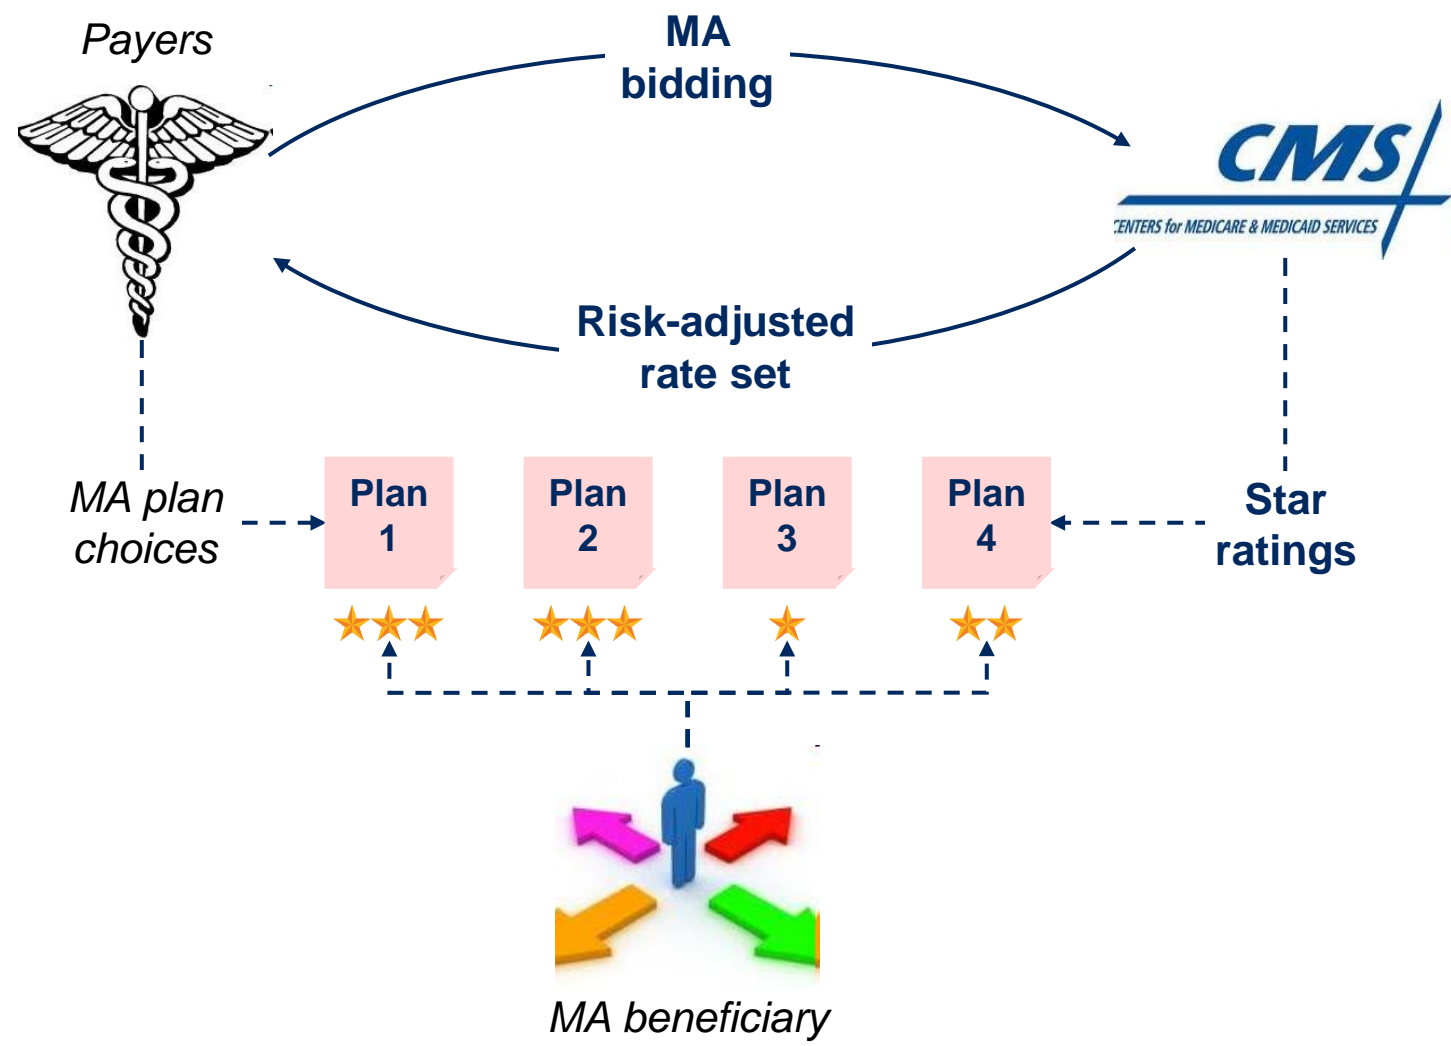 Payers
MA
bidding
CMS
CENTERS for MEDICARE & MEDICAID SERVICES
Risk-adjusted
rate set
MA plan
choices
Plan
1
Plan
2
Plan
3
Plan
4
Star
ratings
MA beneficiary